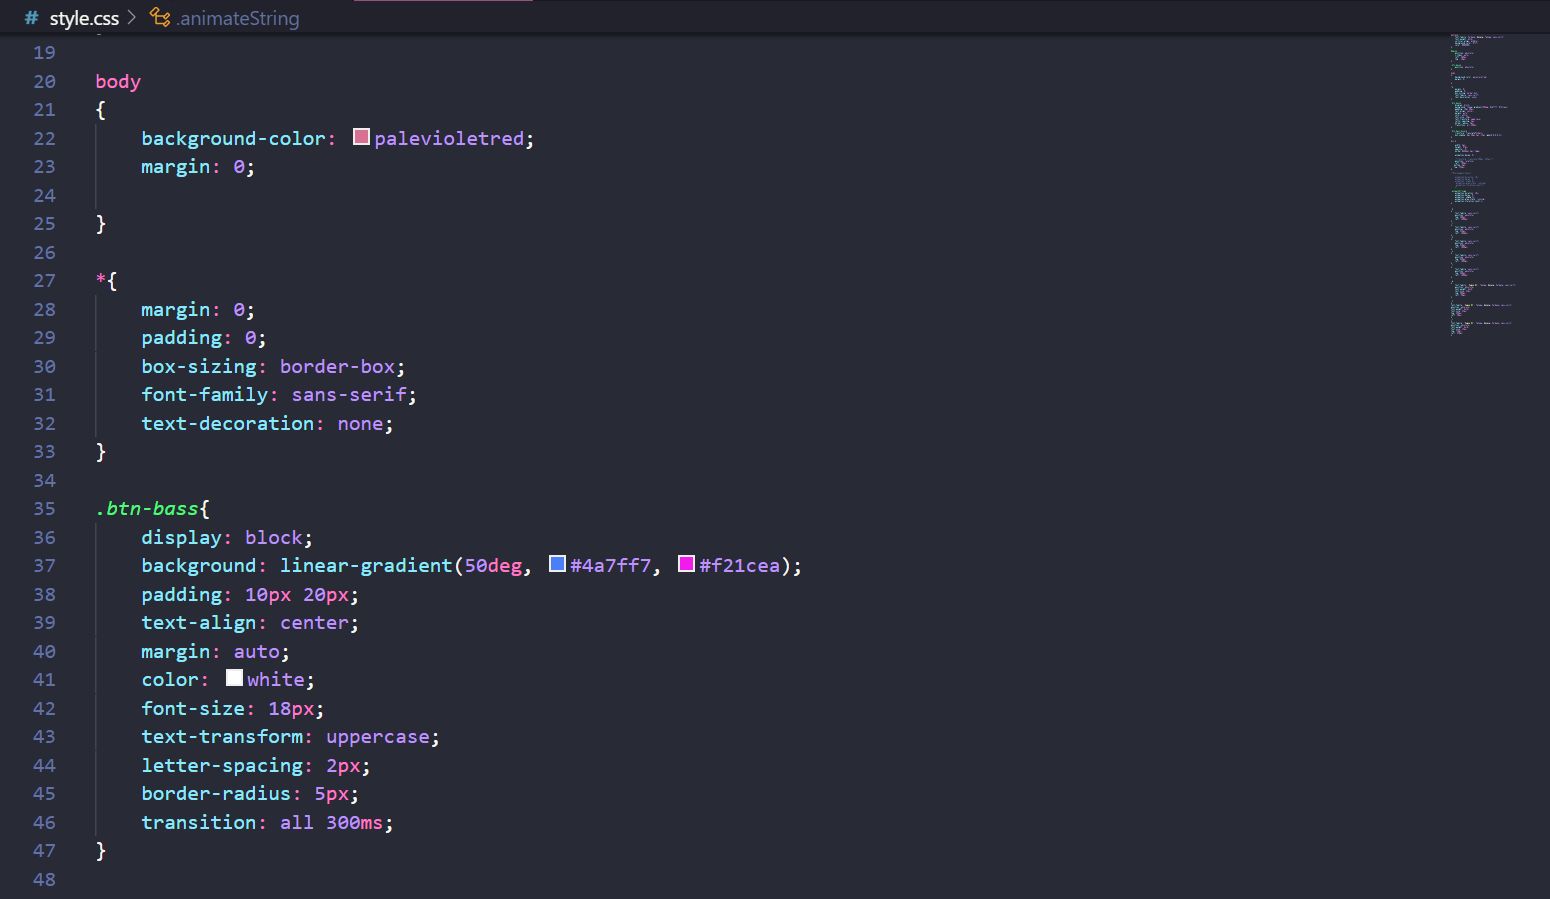 # style.css > .animateString
19
20 body
21 {
22     background-color: palevioletred;
23     margin: 0;
24
25 }
26
27 *{
28     margin: 0;
29     padding: 0;
30     box-sizing: border-box;
31     font-family: sans-serif;
32     text-decoration: none;
33 }
34
35 .btn-bass{
36     display: block;
37     background: linear-gradient(50deg, #4a7ff7, #f21cea);
38     padding: 10px 20px;
39     text-align: center;
40     margin: auto;
41     color: white;
42     font-size: 18px;
43     text-transform: uppercase;
44     letter-spacing: 2px;
45     border-radius: 5px;
46     transition: all 300ms;
47 }
48